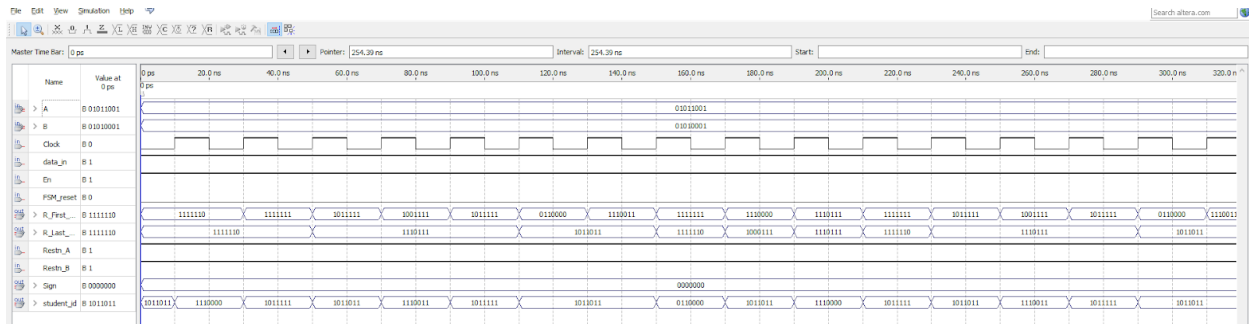 File Edit View Simulation Help
Search altera.com
Master Time Bar: 0 ps Pointer: 254.39 ns Interval: 254.39 ns Start: End:
Name Value at 0 ps 0 ps 20.0 ns 40.0 ns 60.0 ns 80.0 ns 100.0 ns 120.0 ns 140.0 ns 160.0 ns 180.0 ns 200.0 ns 220.0 ns 240.0 ns 260.0 ns 280.0 ns 300.0 ns 320.0 n
0 ps
A B 01011001 01011001
B B 01010001 01010001
Clock B 0
data_in B 1
En B 1
FSM_reset B 0
R_First_... B 1111110 1111110 1111111 1011111 1001111 1011111 0110000 1110011 1111111 1110000 1110111 1111111 1011111 1001111 1011111 0110000 1110011
R_Last_... B 1111110 1111110 1110111 1011011 1111110 1000111 1110111 1111110 1110111 1011011
Restn_A B 1
Restn_B B 1
Sign B 0000000 0000000
student_id B 1011011 1011011 1110000 1011111 1011011 1110011 1011111 1011011 0110000 1011011 1110000 1011111 1011011 1110011 1011111 1011011